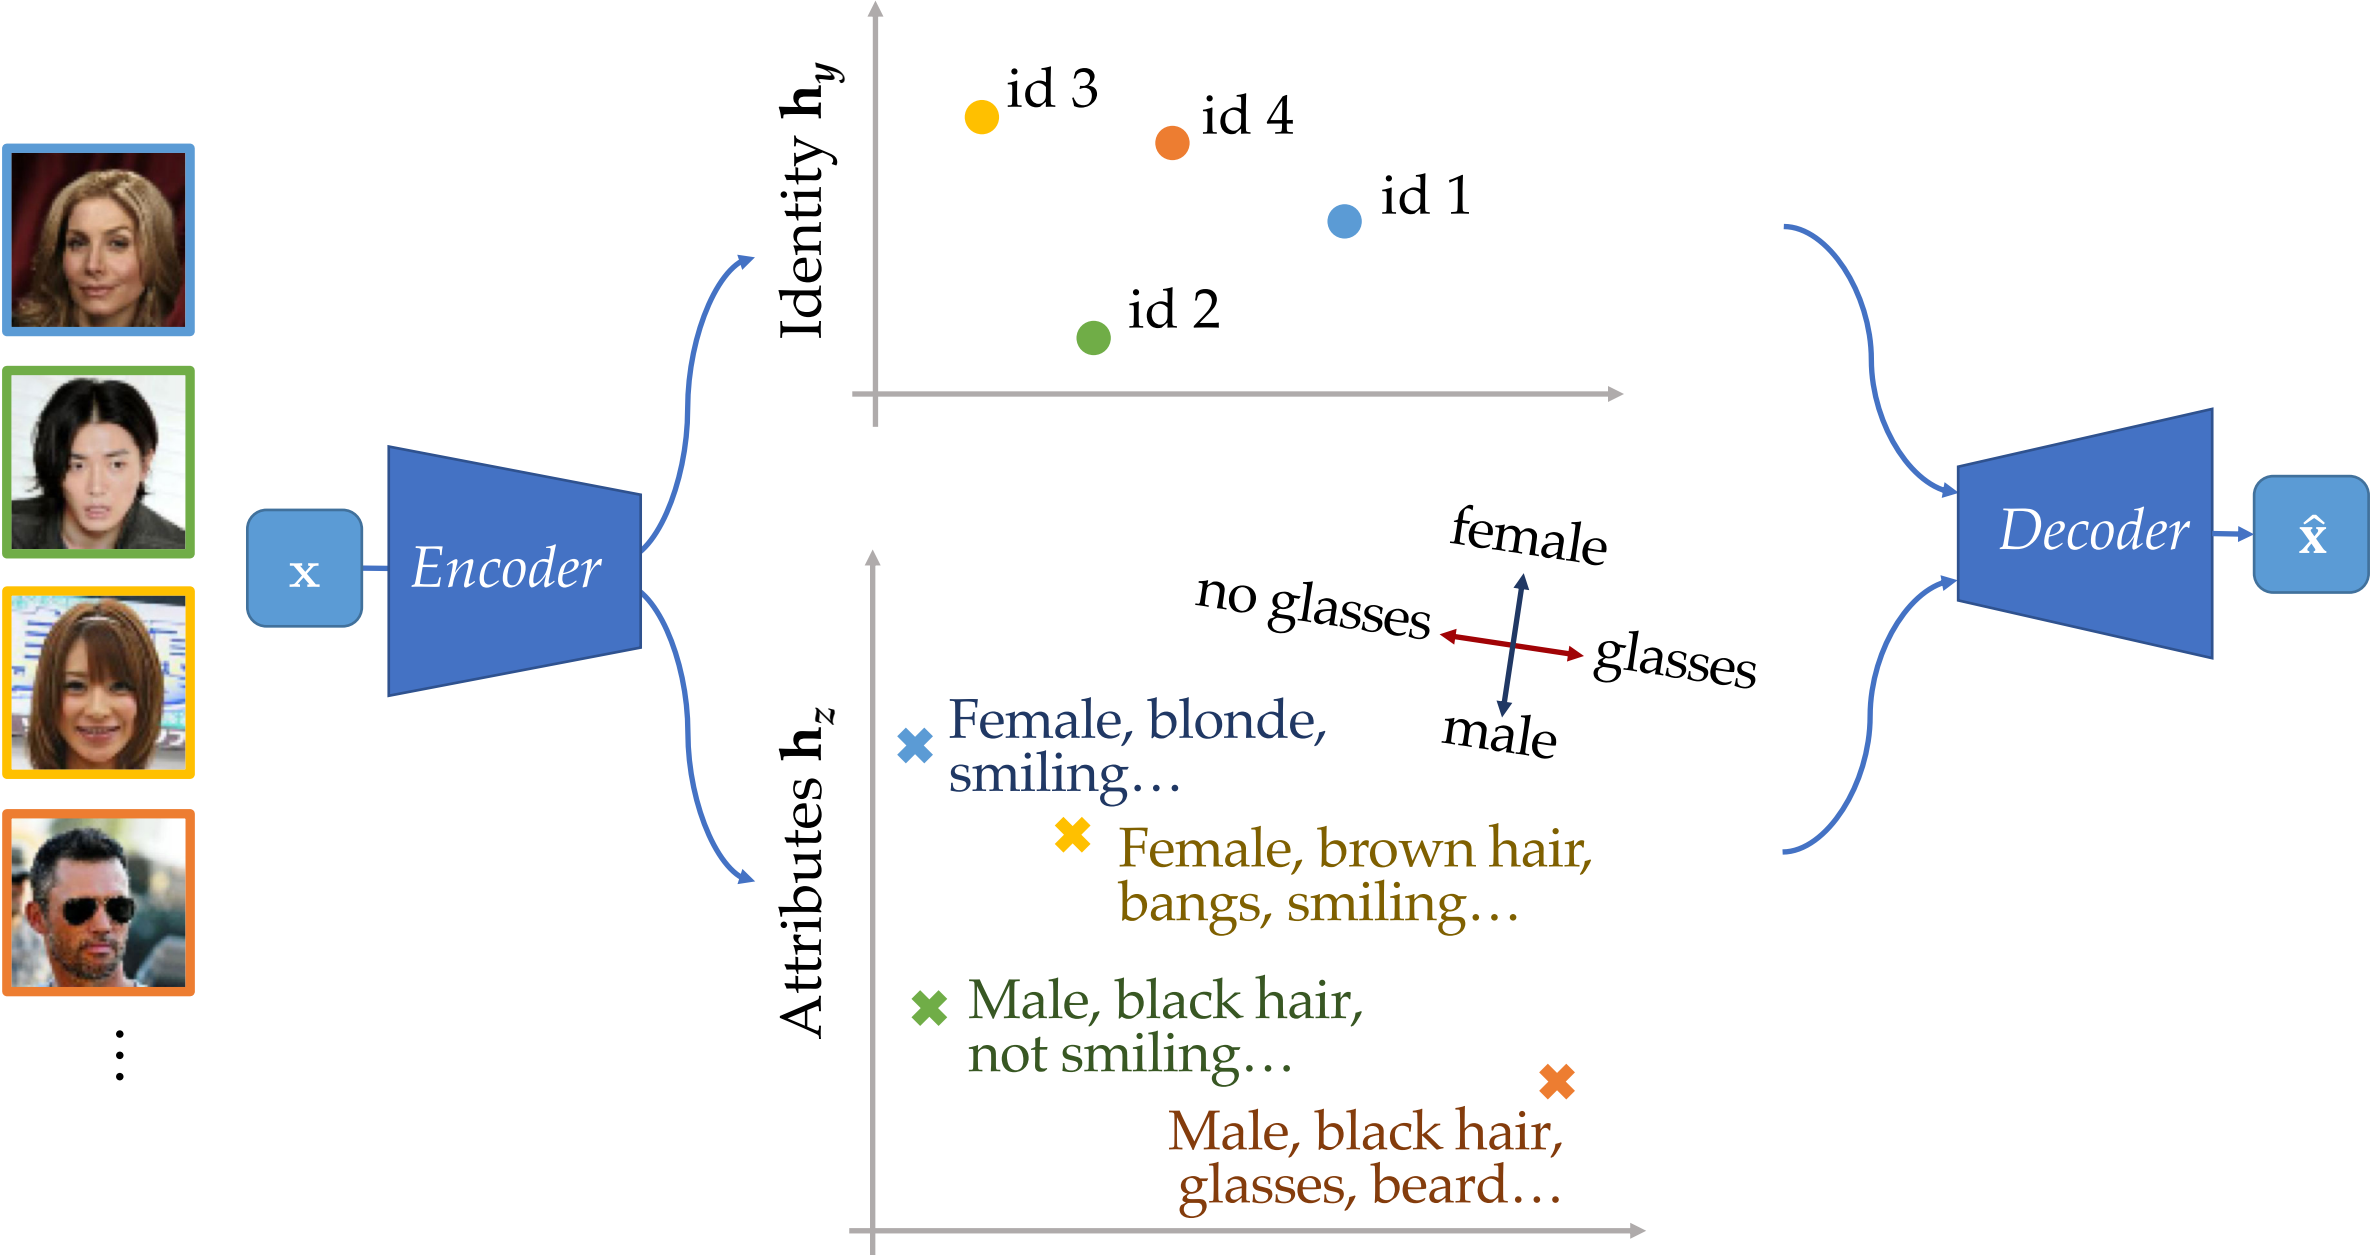 x
Encoder
Identity h_y
id 3
id 4
id 1
id 2
Attributes h_z
female
no glasses
glasses
male
Female, blonde,
smiling…
Female, brown hair,
bangs, smiling…
Male, black hair,
not smiling…
Male, black hair,
glasses, beard…
Decoder
x̂